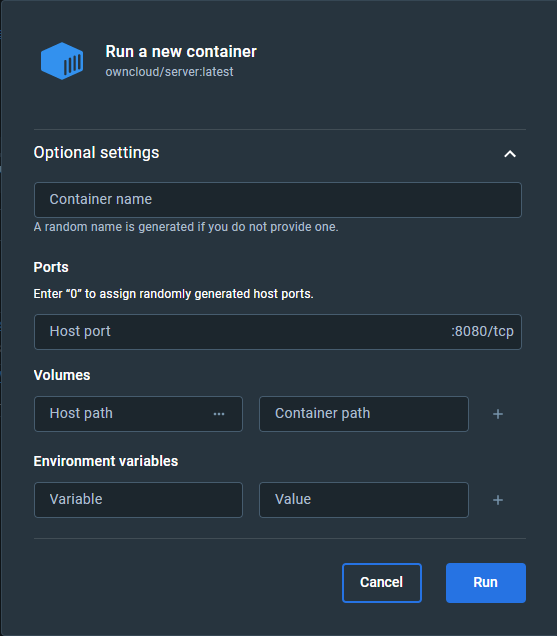 Run a new container
owncloud/server:latest
Optional settings
Container name
A random name is generated if you do not provide one.
Ports
Enter “0” to assign randomly generated host ports.
Host port :8080/tcp
Volumes
Host path ... Container path +
Environment variables
Variable Value +
Cancel Run